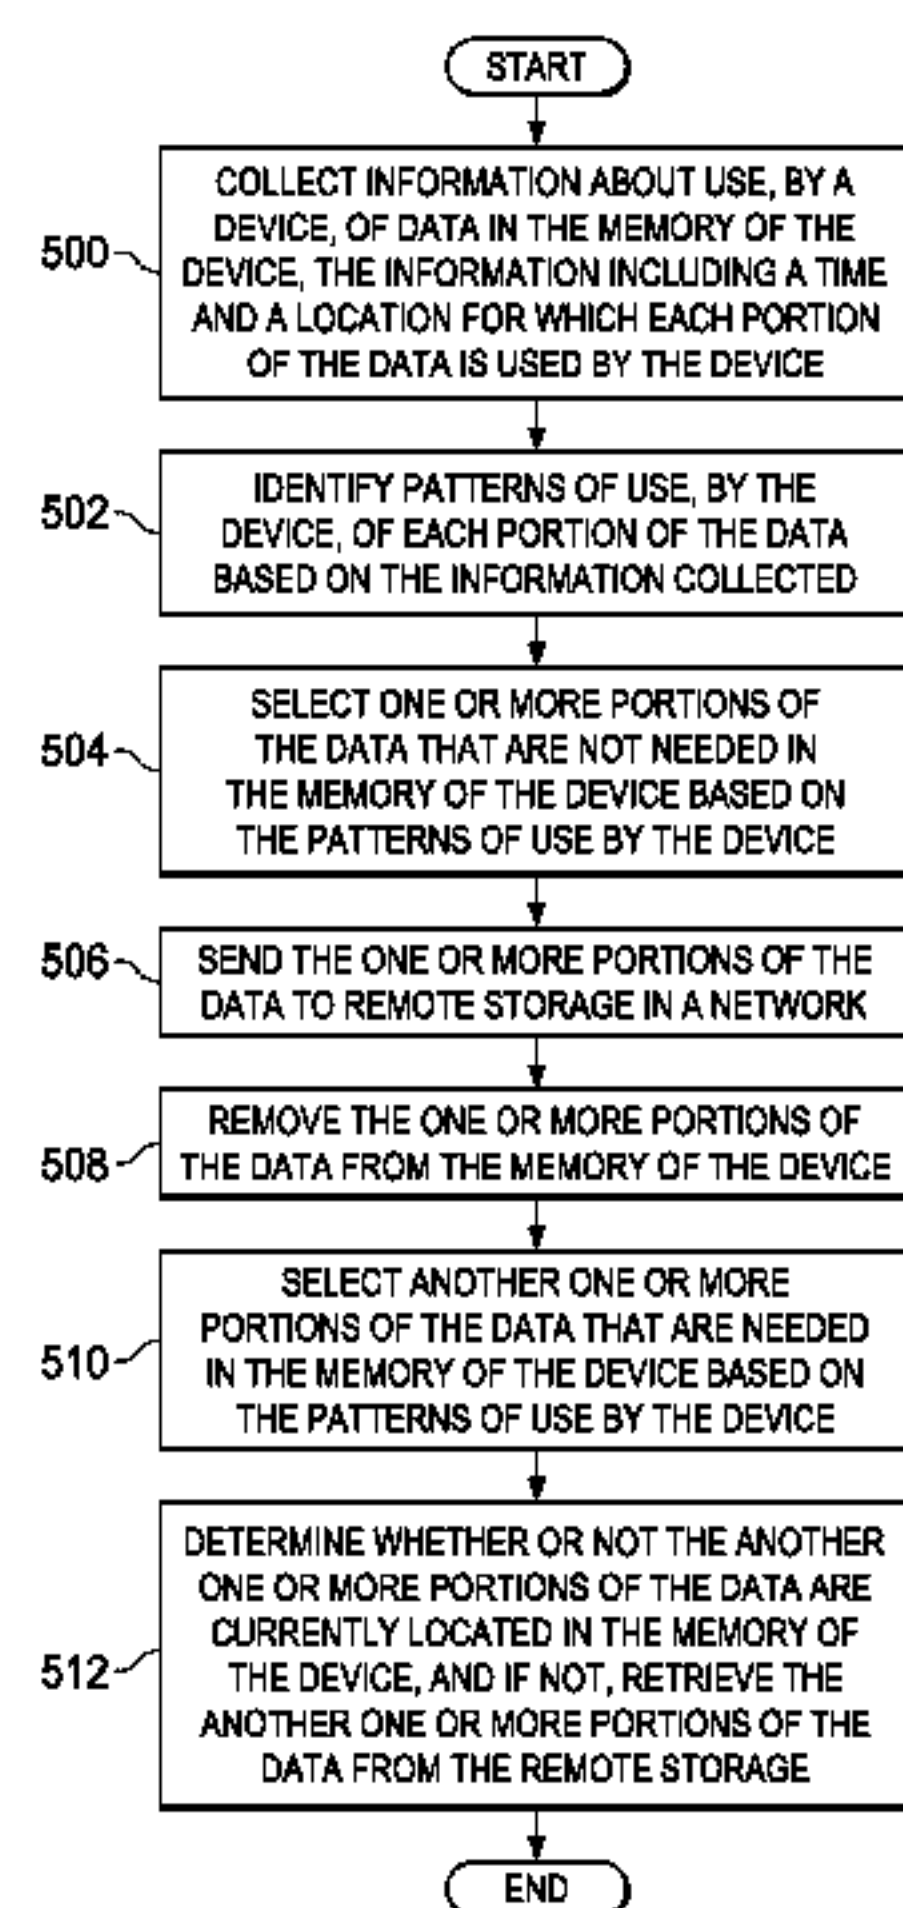 START
500
COLLECT INFORMATION ABOUT USE, BY A
DEVICE, OF DATA IN THE MEMORY OF THE
DEVICE, THE INFORMATION INCLUDING A TIME
AND A LOCATION FOR WHICH EACH PORTION
OF THE DATA IS USED BY THE DEVICE
502
IDENTIFY PATTERNS OF USE, BY THE
DEVICE, OF EACH PORTION OF THE DATA
BASED ON THE INFORMATION COLLECTED
504
SELECT ONE OR MORE PORTIONS OF
THE DATA THAT ARE NOT NEEDED IN
THE MEMORY OF THE DEVICE BASED ON
THE PATTERNS OF USE BY THE DEVICE
506
SEND THE ONE OR MORE PORTIONS OF THE
DATA TO REMOTE STORAGE IN A NETWORK
508
REMOVE THE ONE OR MORE PORTIONS OF
THE DATA FROM THE MEMORY OF THE DEVICE
510
SELECT ANOTHER ONE OR MORE
PORTIONS OF THE DATA THAT ARE NEEDED
IN THE MEMORY OF THE DEVICE BASED ON
THE PATTERNS OF USE BY THE DEVICE
512
DETERMINE WHETHER OR NOT THE ANOTHER
ONE OR MORE PORTIONS OF THE DATA ARE
CURRENTLY LOCATED IN THE MEMORY OF
THE DEVICE, AND IF NOT, RETRIEVE THE
ANOTHER ONE OR MORE PORTIONS OF THE
DATA FROM THE REMOTE STORAGE
END